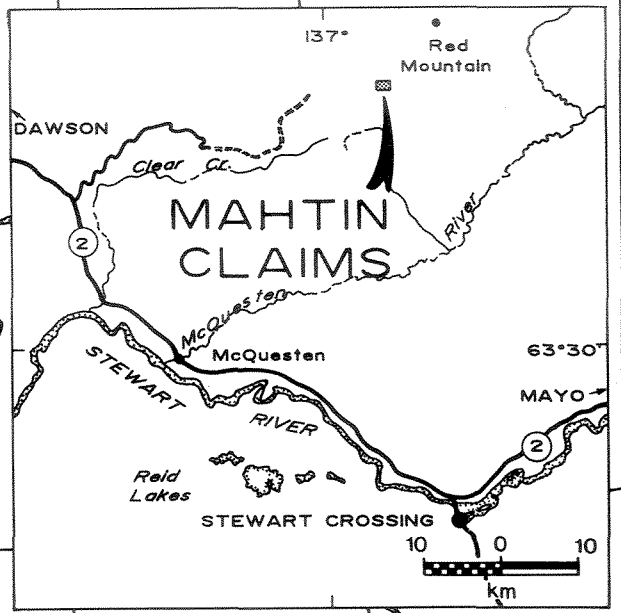 137°
Red
Mountain
DAWSON
Clear Cr.
MAHTIN
CLAIMS
River
2
McQuesten
McQuesten
63°30'
STEWART
RIVER
MAYO
2
Reid
Lakes
STEWART CROSSING
10 0 10
km